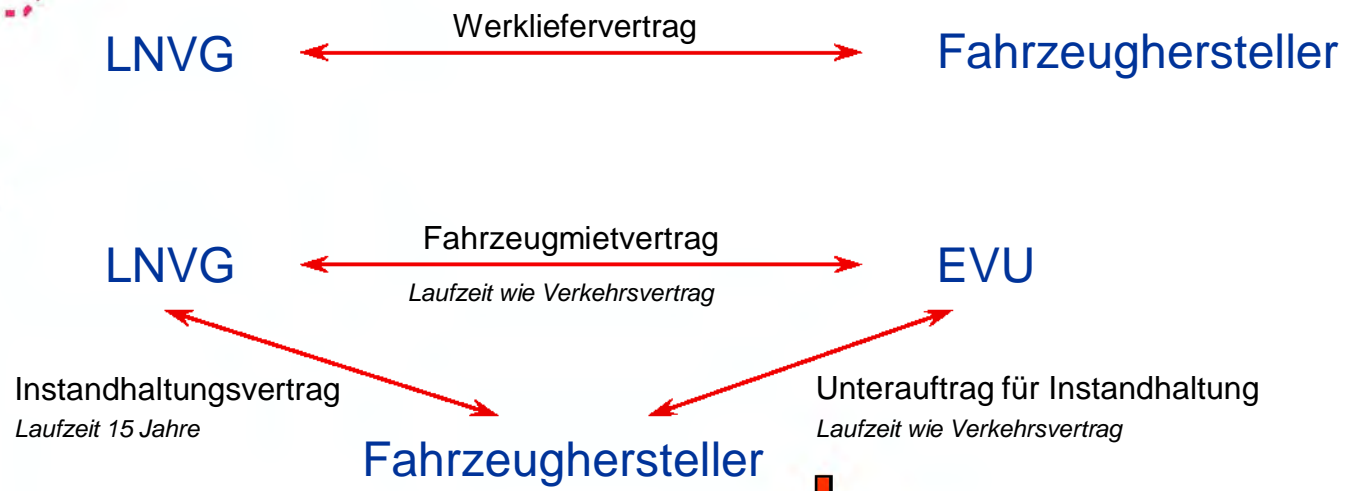 Werkliefervertrag
LNVG
Fahrzeughersteller
Fahrzeugmietvertrag
LNVG
EVU
Laufzeit wie Verkehrsvertrag
Instandhaltungsvertrag
Laufzeit 15 Jahre
Unterauftrag für Instandhaltung
Laufzeit wie Verkehrsvertrag
Fahrzeughersteller